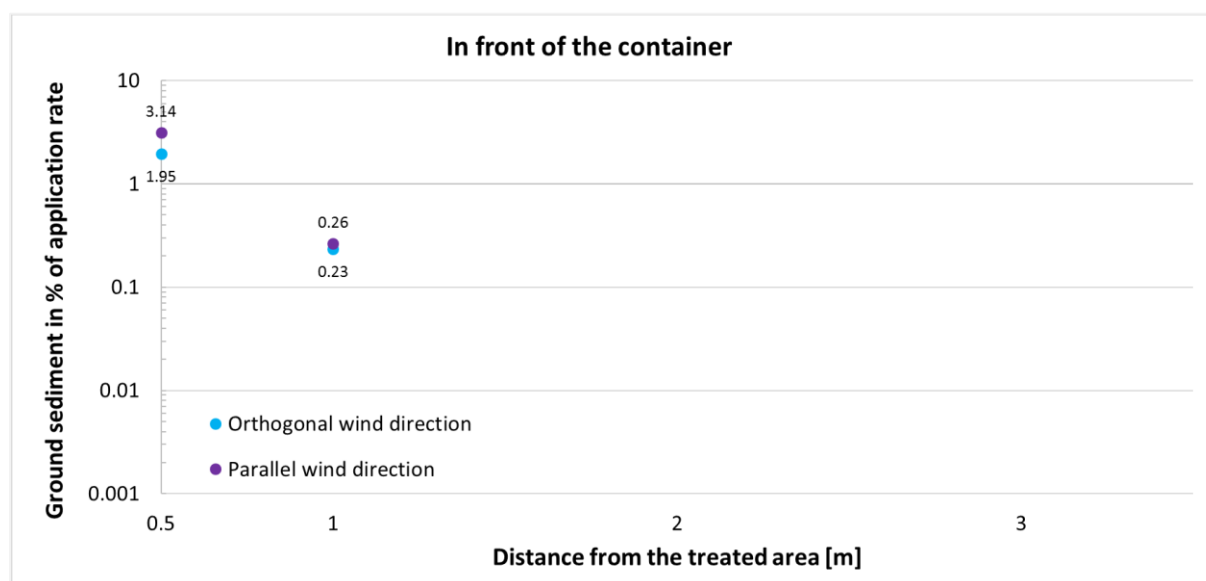 In front of the container
Ground sediment in % of application rate
10
1
0.1
0.01
0.001
3.14
1.95
0.26
0.23
Orthogonal wind direction
Parallel wind direction
0.5 1 2 3
Distance from the treated area [m]